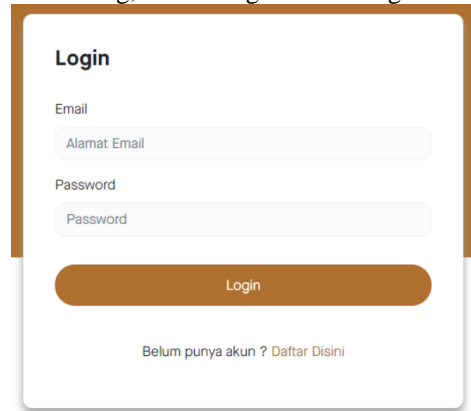 Login
Email
Alamat Email
Password
Password
Login
Belum punya akun ? Daftar Disini